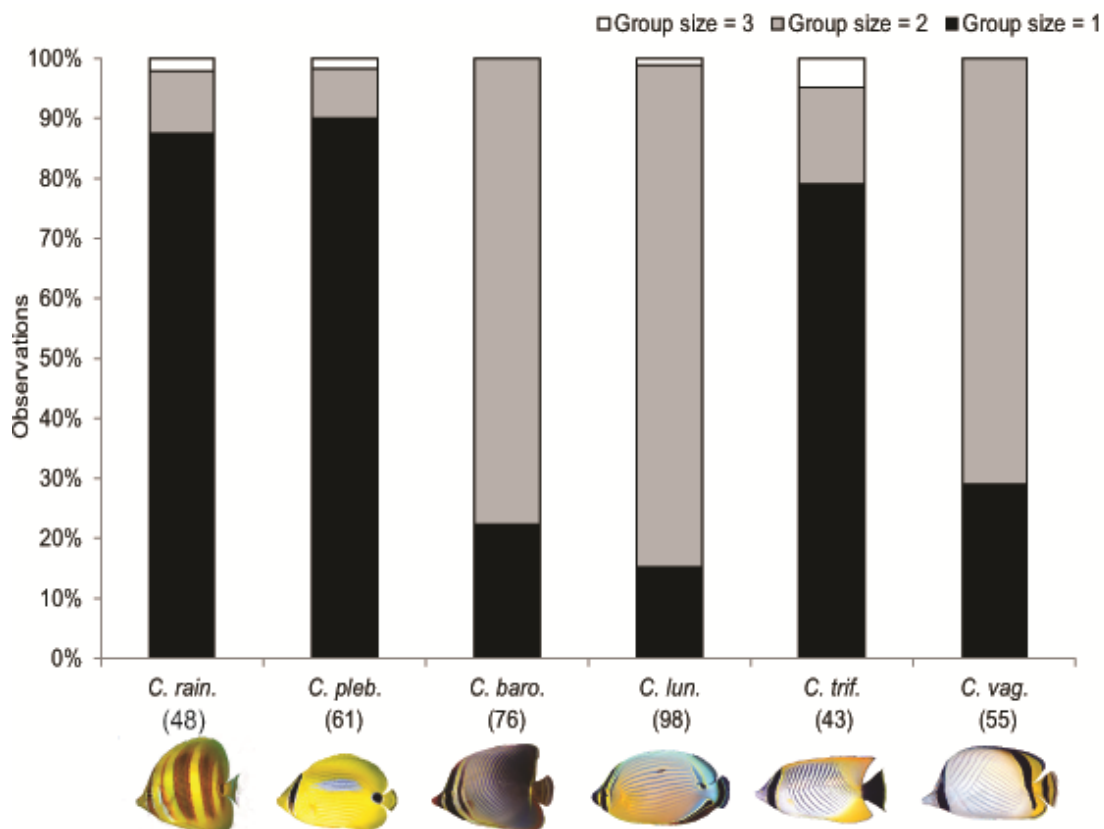 Group size = 3 Group size = 2 Group size = 1
100%
90%
80%
70%
60%
50%
40%
30%
20%
10%
0%
Observations
C. rain. C. pleb. C. baro. C. lun. C. trif. C. vag.
(48) (61) (76) (98) (43) (55)